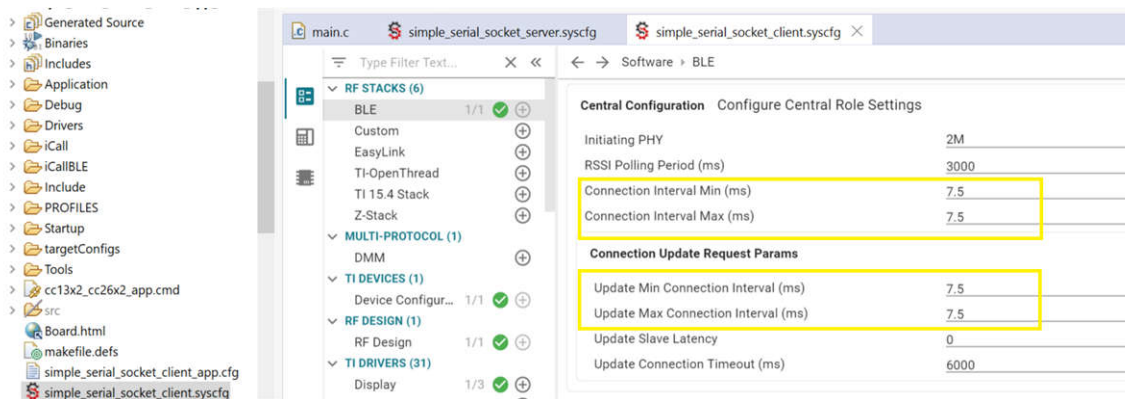 Generated Source
Binaries
Includes
Application
Debug
Drivers
iCall
iCallBLE
Include
PROFILES
Startup
targetConfigs
Tools
cc13x2_cc26x2_app.cmd
src
Board.html
makefile.defs
simple_serial_socket_client_app.cfg
simple_serial_socket_client.syscfg
main.c simple_serial_socket_server.syscfg simple_serial_socket_client.syscfg
Type Filter Text...
RF STACKS (6)
BLE 1/1
Custom
EasyLink
TI-OpenThread
TI 15.4 Stack
Z-Stack
MULTI-PROTOCOL (1)
DMM
TI DEVICES (1)
Device Configur... 1/1
RF DESIGN (1)
RF Design 1/1
TI DRIVERS (31)
Display 1/3
Software BLE
Central Configuration Configure Central Role Settings
Initiating PHY 2M
RSSI Polling Period (ms) 3000
Connection Interval Min (ms) 7.5
Connection Interval Max (ms) 7.5
Connection Update Request Params
Update Min Connection Interval (ms) 7.5
Update Max Connection Interval (ms) 7.5
Update Slave Latency 0
Update Connection Timeout (ms) 6000